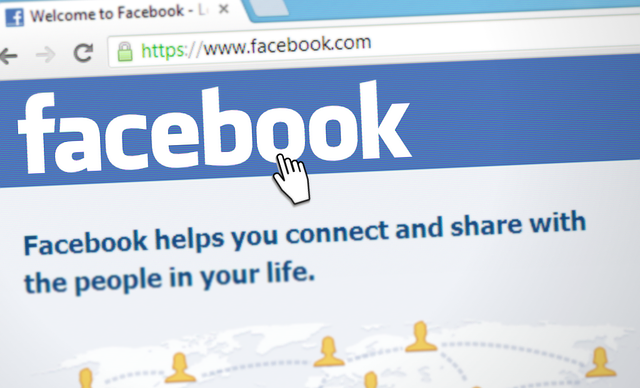 Welcome to Facebook - L
https://www.facebook.com
facebook
Facebook helps you connect and share with
the people in your life.